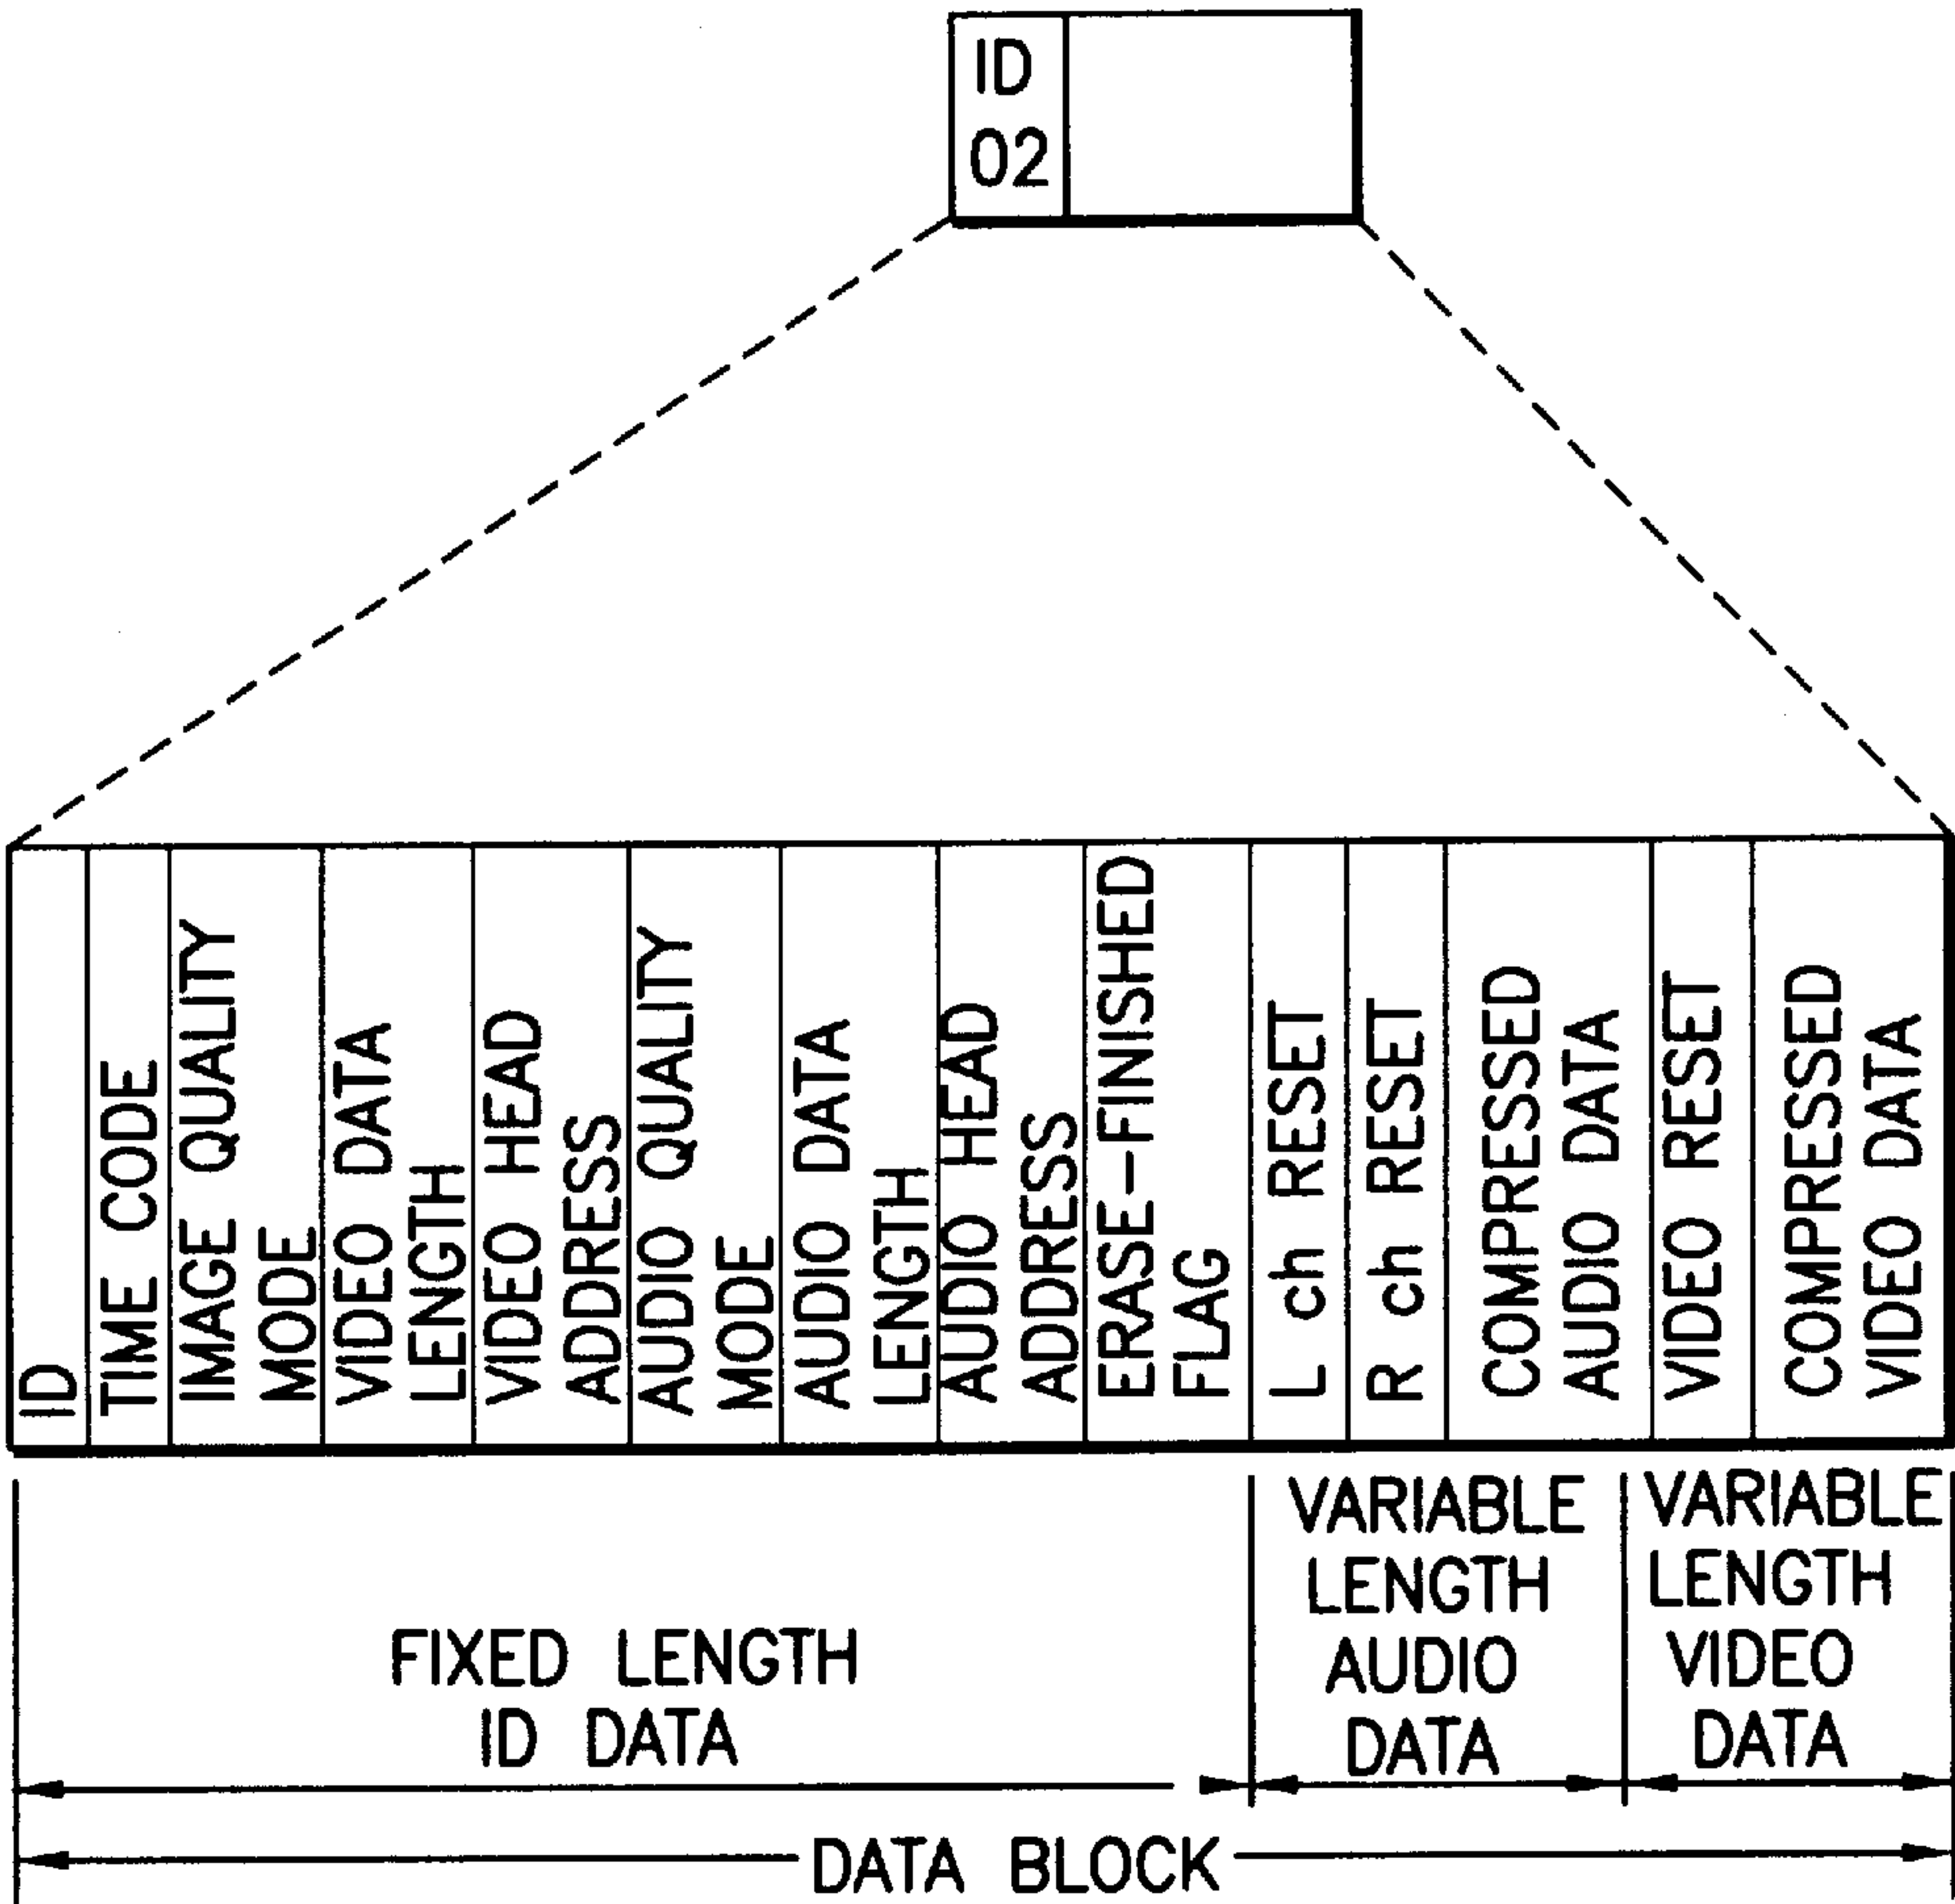 ID
02
ID
TIME CODE
IMAGE QUALITY
MODE
VIDEO DATA
LENGTH
VIDEO HEAD
ADDRESS
AUDIO QUALITY
MODE
AUDIO DATA
LENGTH
AUDIO HEAD
ADDRESS
ERASE-FINISHED
FLAG
L ch RESET
R ch RESET
COMPRESSED
AUDIO DATA
VIDEO RESET
COMPRESSED
VIDEO DATA
FIXED LENGTH
ID DATA
VARIABLE
LENGTH
AUDIO
DATA
VARIABLE
LENGTH
VIDEO
DATA
DATA BLOCK